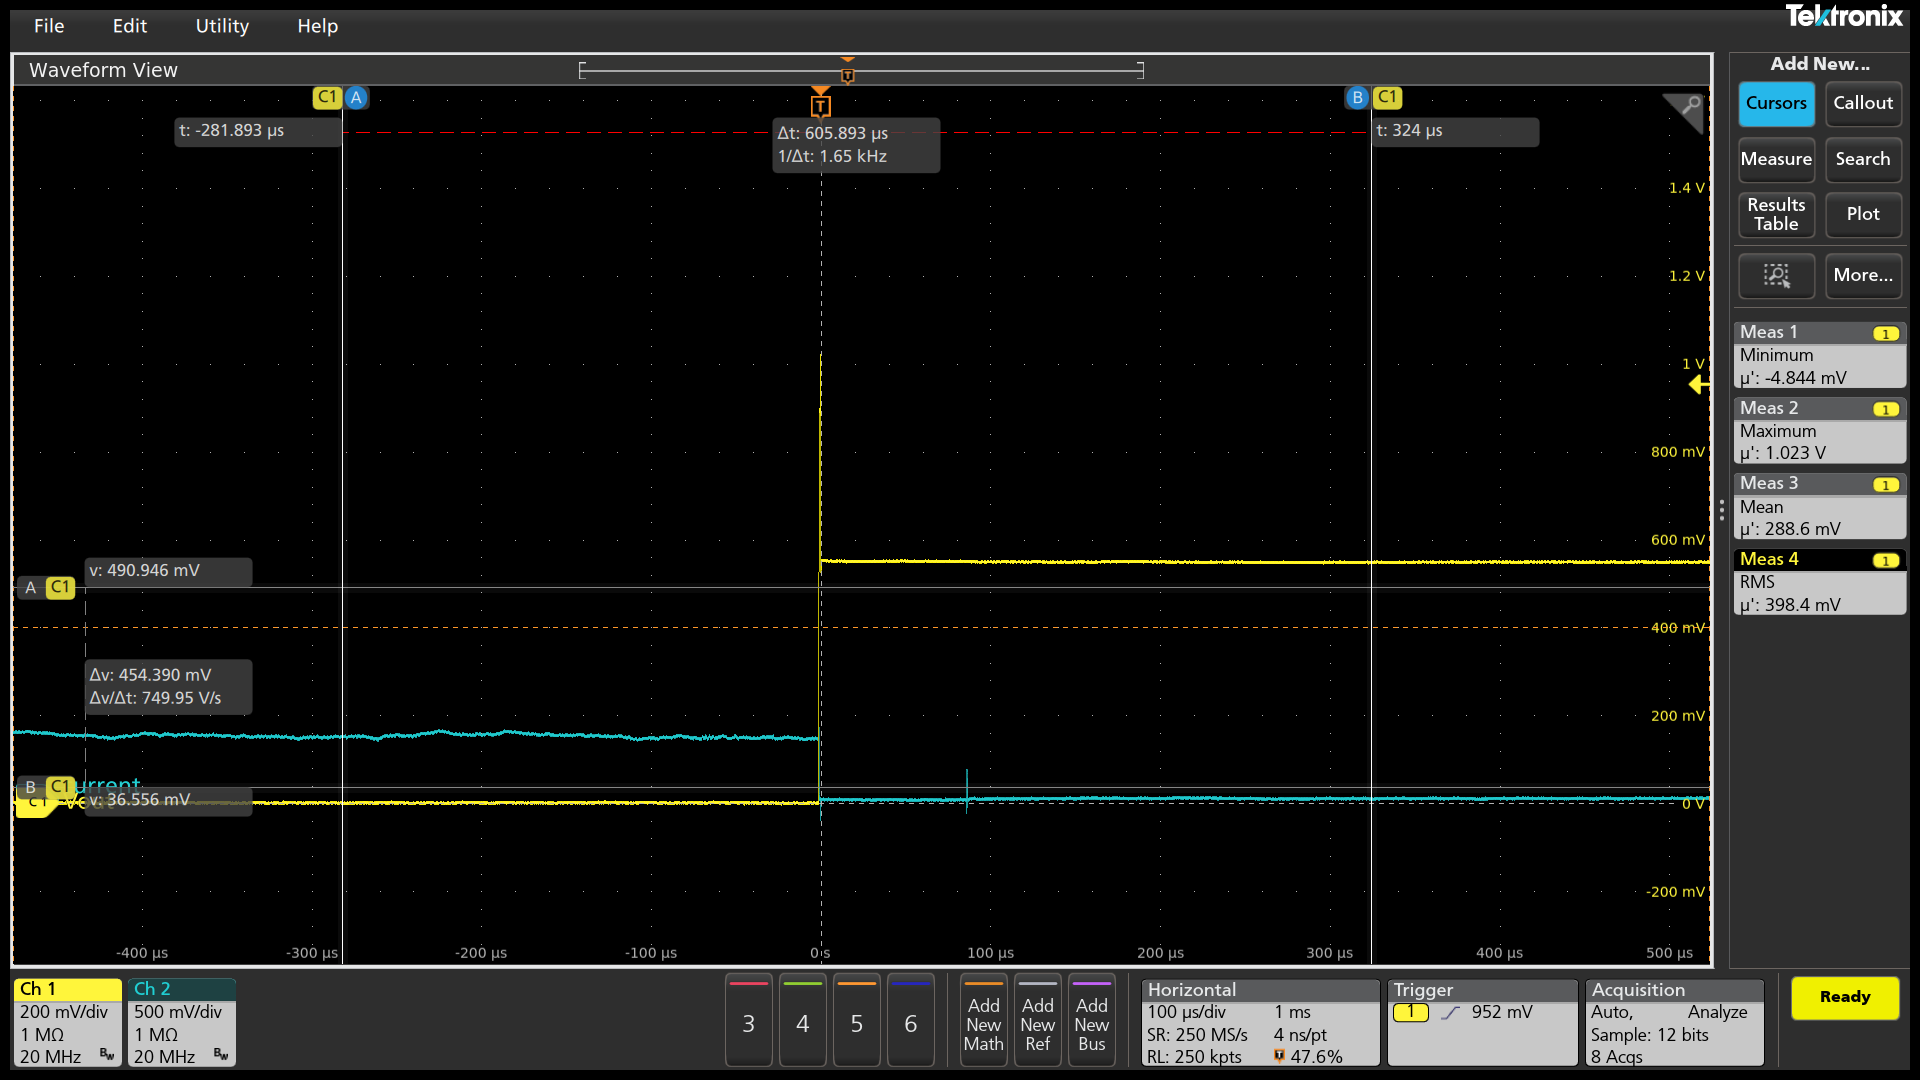 Tektronix
File Edit Utility Help
Waveform View
Add New...
C1 A
T
B C1
t: -281.893 µs
Δt: 605.893 µs
1/Δt: 1.65 kHz
t: 324 µs
Cursors Callout
Measure Search
Results Table Plot
More...
1.4 V
1.2 V
1 V
800 mV
600 mV
400 mV
200 mV
0 V
-200 mV
v: 490.946 mV
A C1
Δv: 454.390 mV
Δv/Δt: 749.95 V/s
B C1
v: 36.556 mV
C1
Meas 1 1
Minimum
µ': -4.844 mV
Meas 2 1
Maximum
µ': 1.023 V
Meas 3 1
Mean
µ': 288.6 mV
Meas 4 1
RMS
µ': 398.4 mV
-400 µs -300 µs -200 µs -100 µs 0 s 100 µs 200 µs 300 µs 400 µs 500 µs
Ch 1
200 mV/div
1 MΩ
20 MHz Bw
Ch 2
500 mV/div
1 MΩ
20 MHz Bw
3 4 5 6
Add New Math
Add New Ref
Add New Bus
Horizontal
100 µs/div 1 ms
SR: 250 MS/s 4 ns/pt
RL: 250 kpts T 47.6%
Trigger
1 952 mV
Acquisition
Auto, Analyze
Sample: 12 bits
8 Acqs
Ready